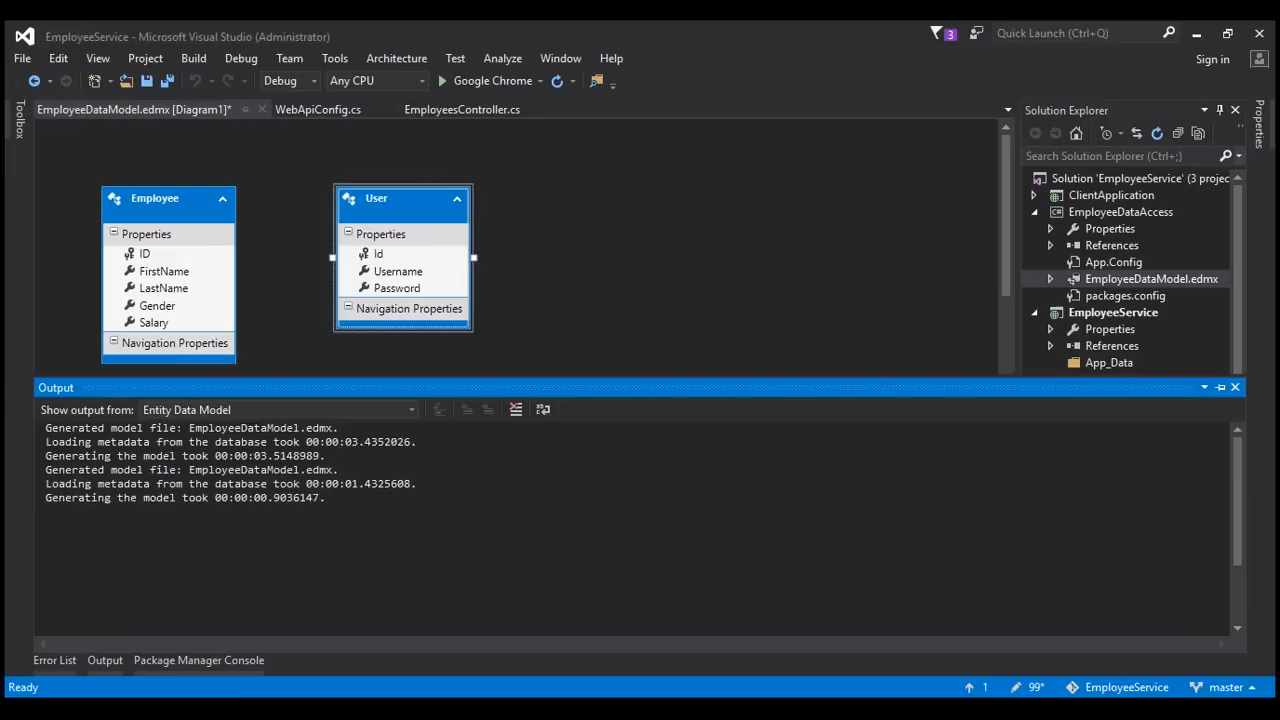 EmployeeService - Microsoft Visual Studio (Administrator)
3
Quick Launch (Ctrl+Q)
File Edit View Project Build Debug Team Tools Architecture Test Analyze Window Help
Sign in
Debug Any CPU Google Chrome
Toolbox
EmployeeDataModel.edmx [Diagram1]* WebApiConfig.cs EmployeesController.cs
Employee
Properties
ID
FirstName
LastName
Gender
Salary
Navigation Properties
User
Properties
Id
Username
Password
Navigation Properties
Solution Explorer
Search Solution Explorer (Ctrl+;)
Solution 'EmployeeService' (3 projec
ClientApplication
EmployeeDataAccess
Properties
References
App.Config
EmployeeDataModel.edmx
packages.config
EmployeeService
Properties
References
App_Data
Properties
Output
Show output from: Entity Data Model
Generated model file: EmployeeDataModel.edmx.
Loading metadata from the database took 00:00:03.4352026.
Generating the model took 00:00:03.5148989.
Generated model file: EmployeeDataModel.edmx.
Loading metadata from the database took 00:00:01.4325608.
Generating the model took 00:00:00.9036147.
Error List Output Package Manager Console
Ready
1 99* EmployeeService master